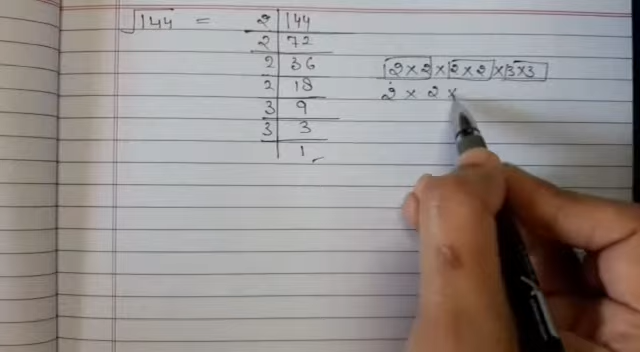 √144 = 2 | 144
2 | 72
2 | 36
2 | 18
3 | 9
3 | 3
1
2 × 2 × 2 × 2 × 3 × 3
2 × 2 ×